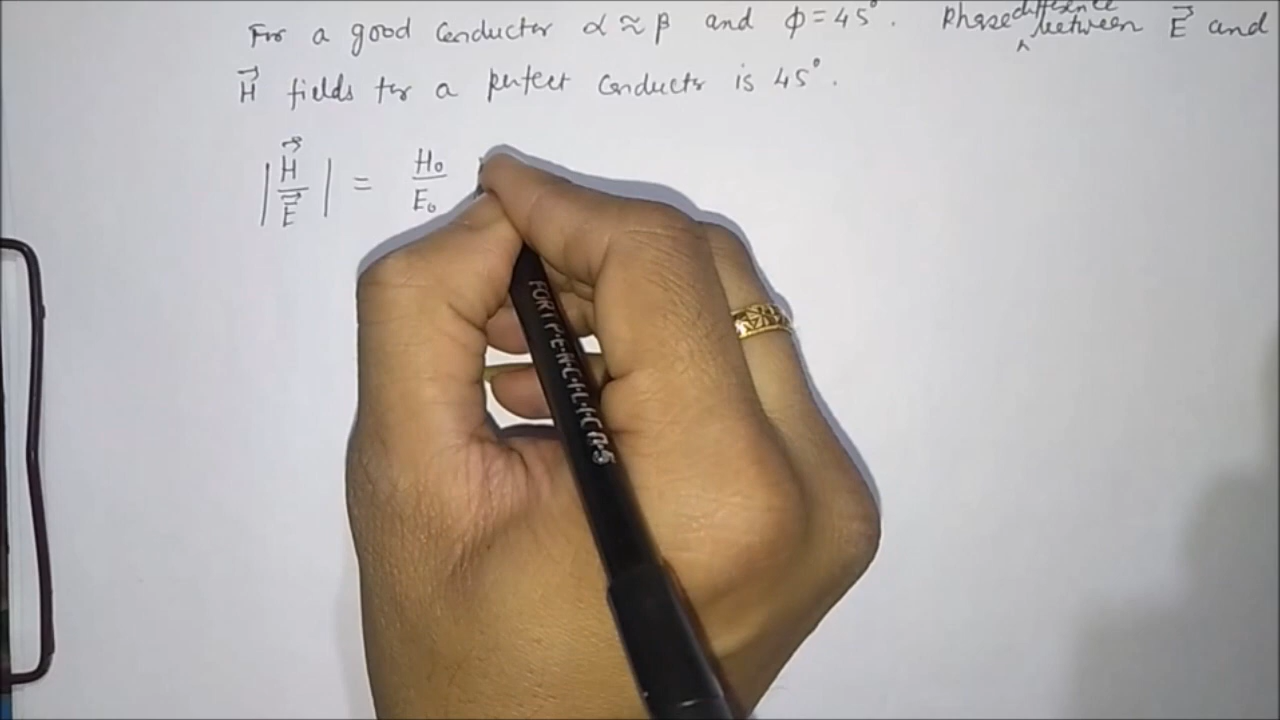 For a good conductor α ≈ β and φ = 45°. Phase difference between E⃗ and
H⃗ fields for a perfect conductor is 45°.
|H⃗/E⃗| = H₀/E₀